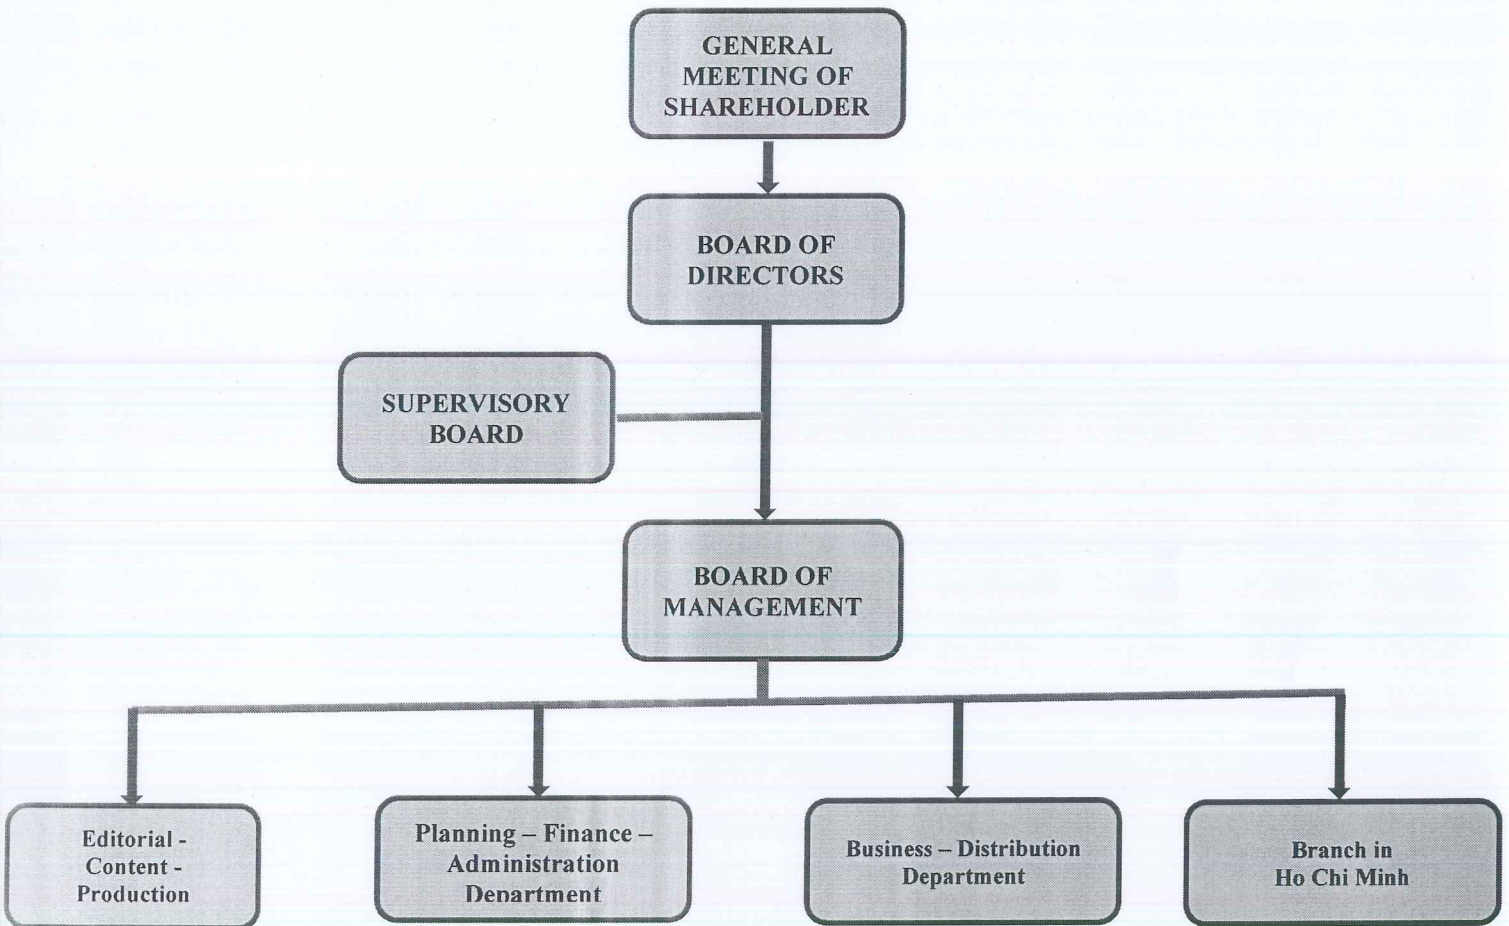 GENERAL
MEETING OF
SHAREHOLDER
BOARD OF
DIRECTORS
SUPERVISORY
BOARD
BOARD OF
MANAGEMENT
Editorial -
Content -
Production
Planning – Finance –
Administration
Department
Business – Distribution
Department
Branch in
Ho Chi Minh